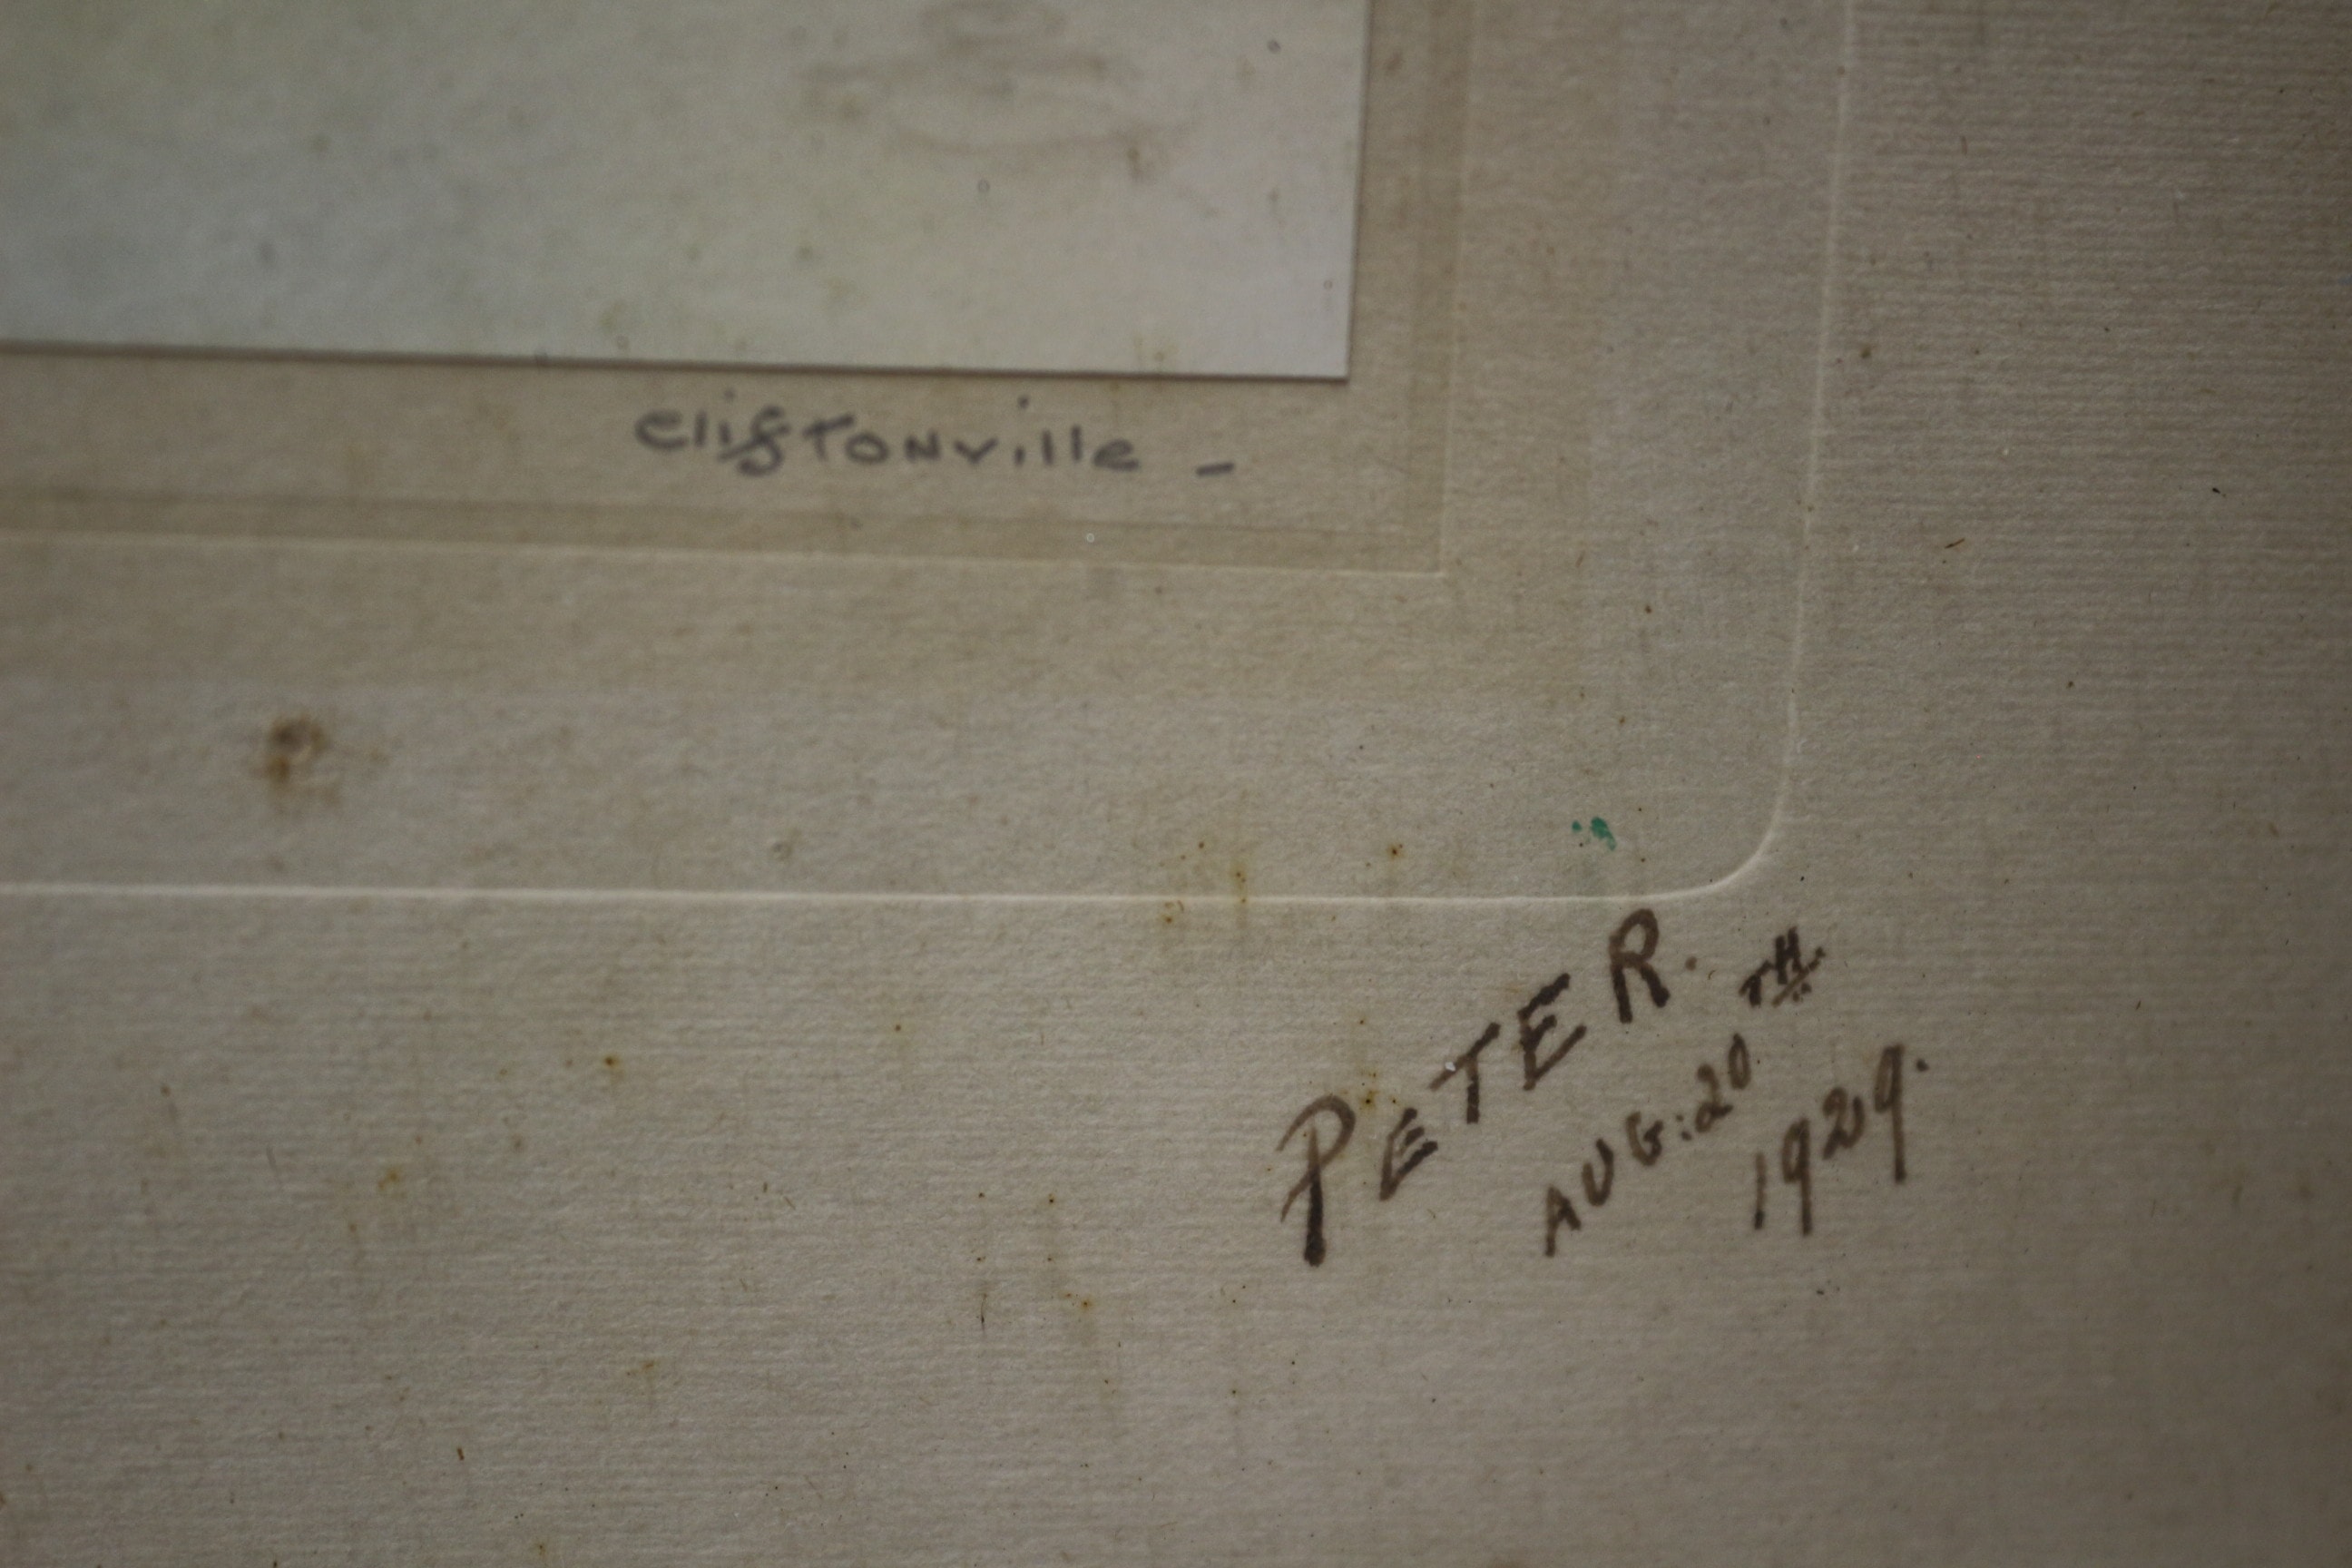 Cliftonville -
PETER.
AUG: 20TH
1929.